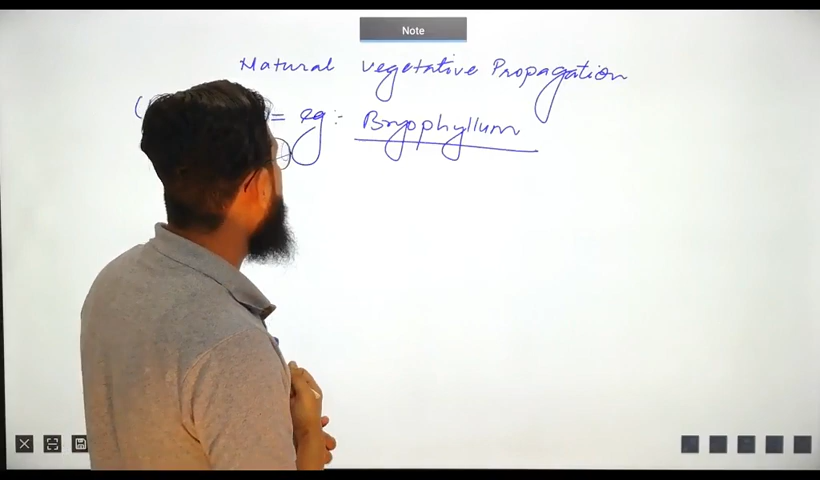 Note
Natural vegetative Propagation
= eg:- Bryophyllum